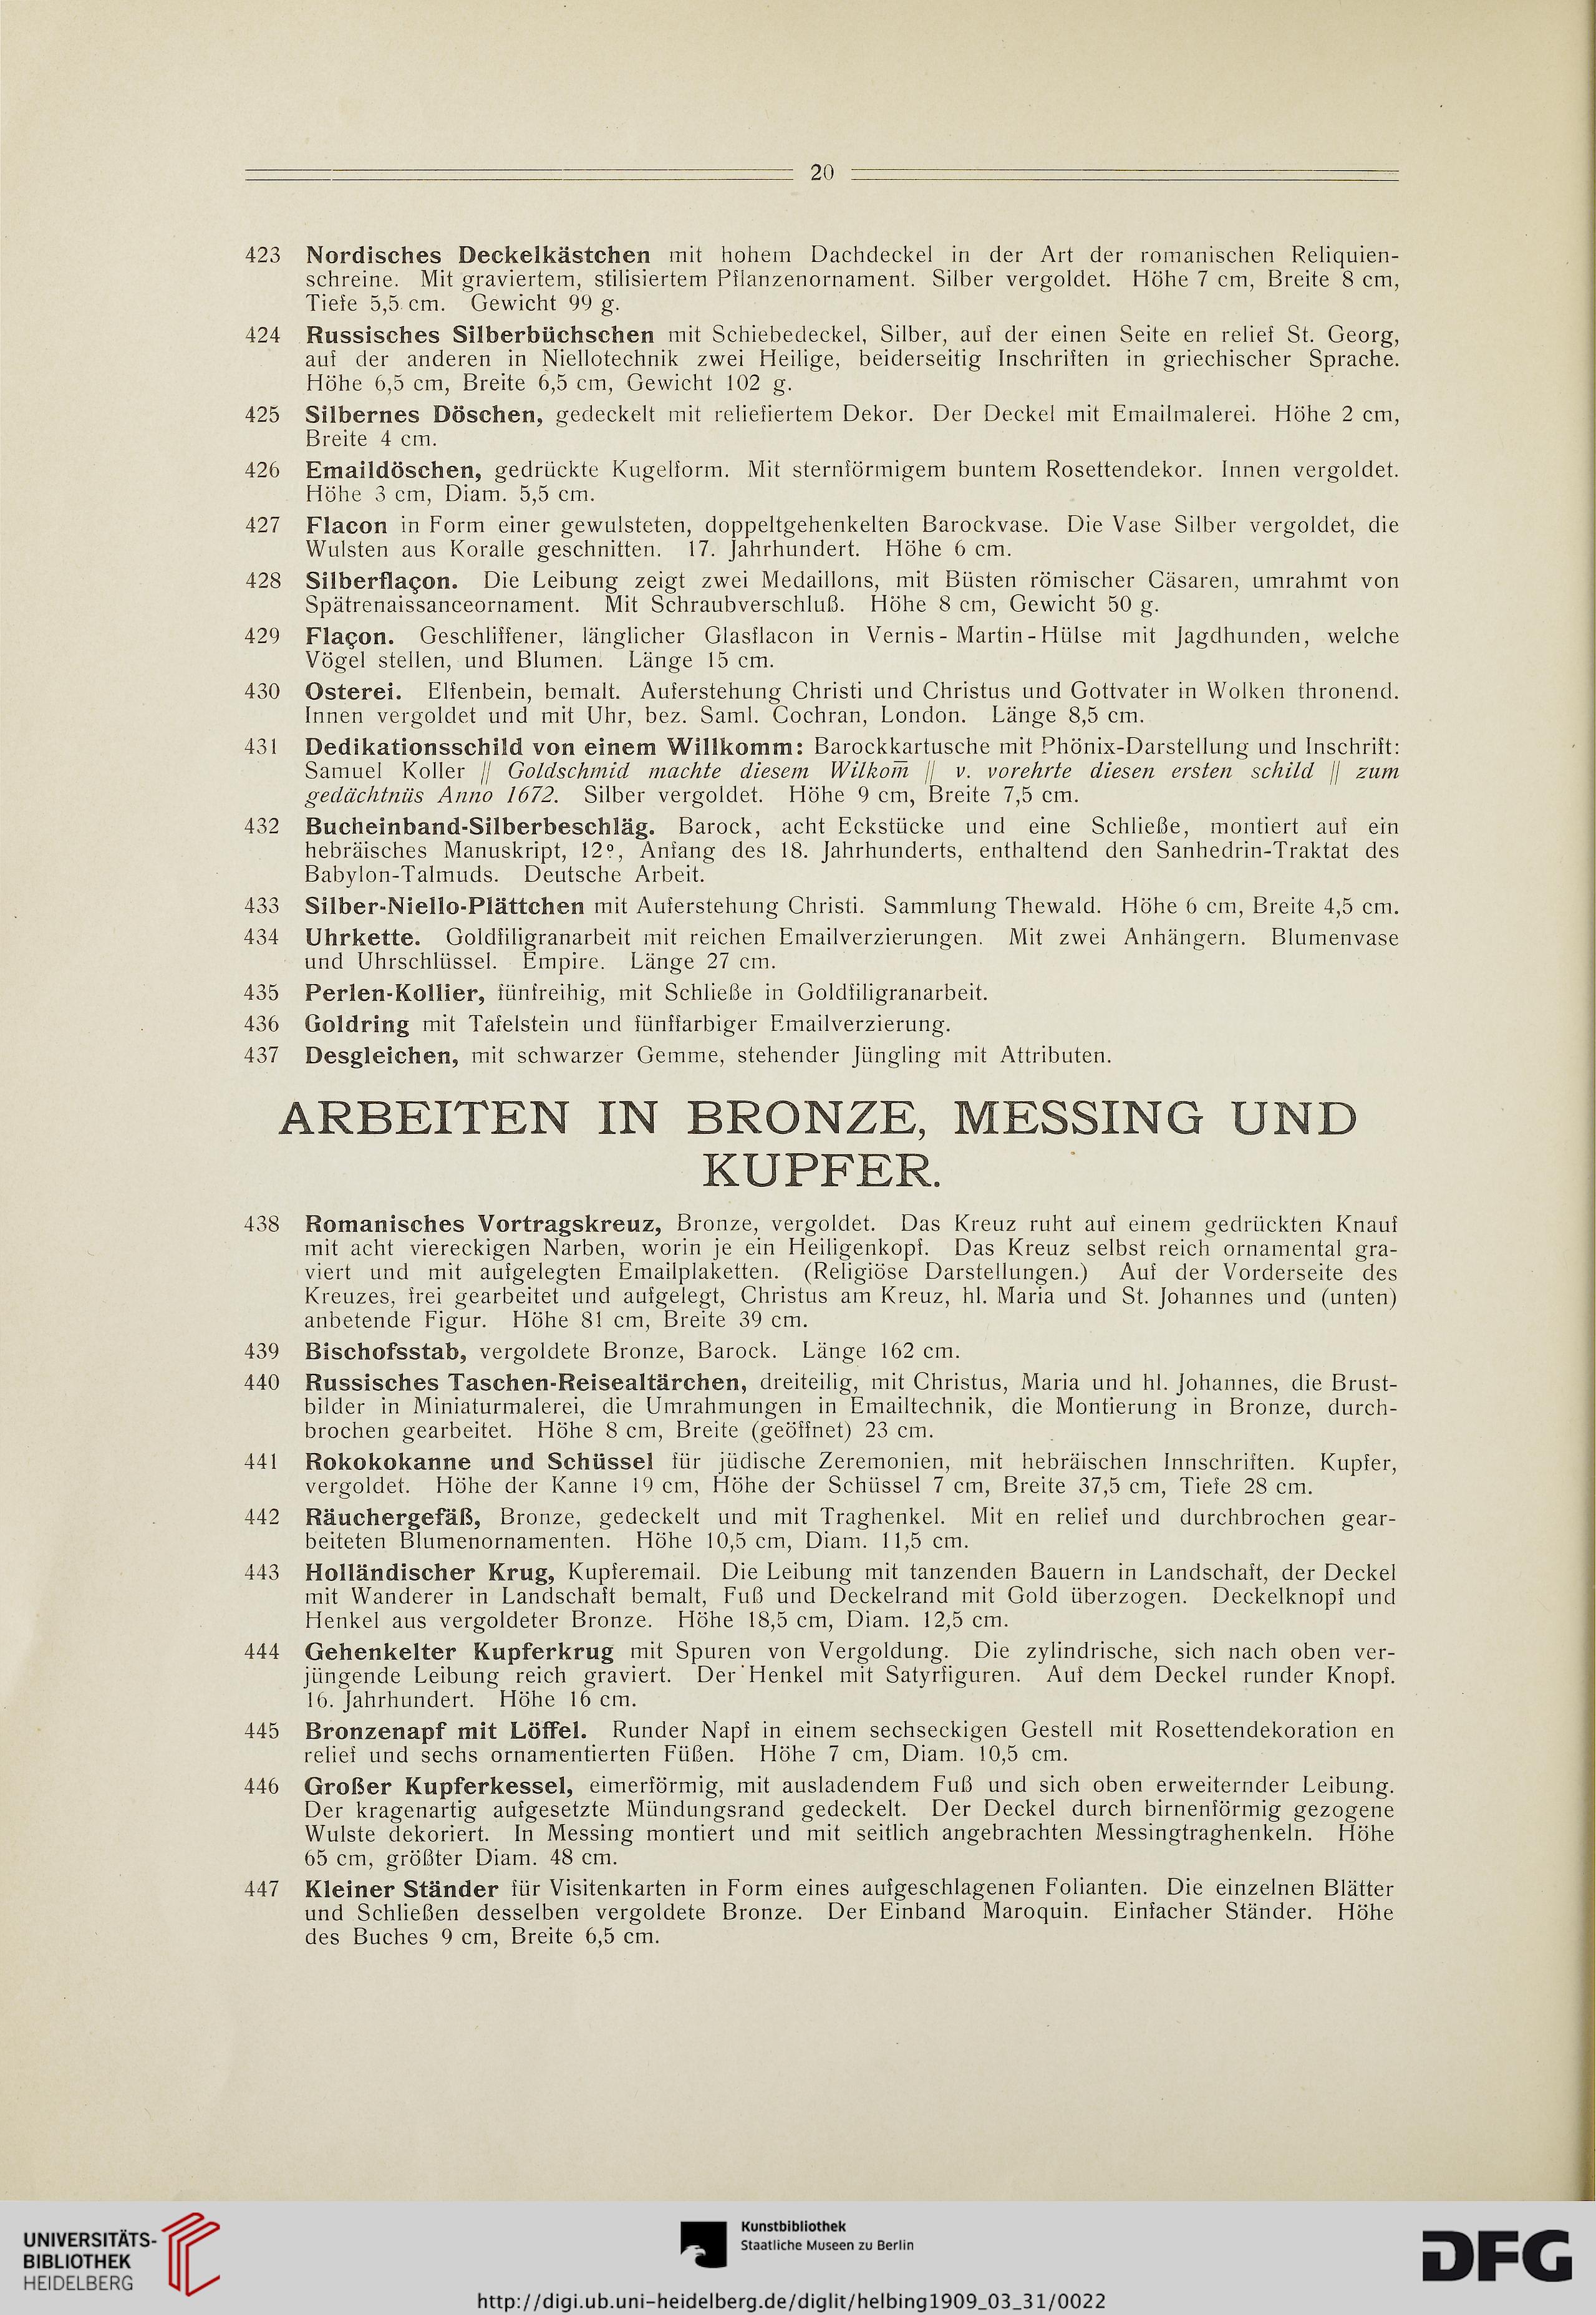 20
423 Nordisches Deckelkästchen mit hohem Dachdeckel in der Art der romanischen Reliquien-
schreine. Mit graviertem, stilisiertem Pflanzenornament. Silber vergoldet. Höhe 7 cm, Breite 8 cm,
Tiefe 5,5 cm. Gewicht 99 g.
424 Russisches Silberbüchschen mit Schiebedeckel, Silber, auf der einen Seite en relief St. Georg,
auf der anderen in Niellotechnik zwei Heilige, beiderseitig Inschriften in griechischer Sprache.
Höhe 6,5 cm, Breite 6,5 cm, Gewicht 102 g.
425 Silbernes Döschen, gedeckelt mit reliefiertem Dekor. Der Deckel mit Emailmalerei. Höhe 2 cm,
Breite 4 cm.
426 Emaildöschen, gedrückte Kugelform. Mit sternförmigem buntem Rosettendekor. Innen vergoldet.
Höhe 3 cm, Diam. 5,5 cm.
427 Flacon in Form einer gewulsteten, doppeltgehenkelten Barockvase. Die Vase Silber vergoldet, die
Wulsten aus Koralle geschnitten. 17. Jahrhundert. Höhe 6 cm.
428 Silberflaçon. Die Leibung zeigt zwei Medaillons, mit Büsten römischer Cäsaren, umrahmt von
Spätrenaissanceornament. Mit Schraubverschluß. Höhe 8 cm, Gewicht 50 g.
429 Flaçon. Geschliffener, länglicher Glasflacon in Vernis-Martin-Hülse mit Jagdhunden, welche
Vögel stellen, und Blumen. Länge 15 cm.
430 Osterei. Elfenbein, bemalt. Auferstehung Christi und Christus und Gottvater in Wolken thronend.
Innen vergoldet und mit Uhr, bez. Saml. Cochran, London. Länge 8,5 cm.
431 Dedikationsschild von einem Willkomm: Barockkartusche mit Phönix-Darstellung und Inschrift:
Samuel Koller || Goldschmid machte diesem Wilkom̅ || v. vorehrte diesen ersten schild || zum
gedächtnüs Anno 1672. Silber vergoldet. Höhe 9 cm, Breite 7,5 cm.
432 Bucheinband-Silberbeschläg. Barock, acht Eckstücke und eine Schließe, montiert auf ein
hebräisches Manuskript, 12º, Anfang des 18. Jahrhunderts, enthaltend den Sanhedrin-Traktat des
Babylon-Talmuds. Deutsche Arbeit.
433 Silber-Niello-Plättchen mit Auferstehung Christi. Sammlung Thewald. Höhe 6 cm, Breite 4,5 cm.
434 Uhrkette. Goldfiligranarbeit mit reichen Emailverzierungen. Mit zwei Anhängern. Blumenvase
und Uhrschlüssel. Empire. Länge 27 cm.
435 Perlen-Kollier, fünfreihig, mit Schließe in Goldfiligranarbeit.
436 Goldring mit Tafelstein und fünffarbiger Emailverzierung.
437 Desgleichen, mit schwarzer Gemme, stehender Jüngling mit Attributen.
ARBEITEN IN BRONZE, MESSING UND
KUPFER.
438 Romanisches Vortragskreuz, Bronze, vergoldet. Das Kreuz ruht auf einem gedrückten Knauf
mit acht viereckigen Narben, worin je ein Heiligenkopf. Das Kreuz selbst reich ornamental gra-
viert und mit aufgelegten Emailplaketten. (Religiöse Darstellungen.) Auf der Vorderseite des
Kreuzes, frei gearbeitet und aufgelegt, Christus am Kreuz, hl. Maria und St. Johannes und (unten)
anbetende Figur. Höhe 81 cm, Breite 39 cm.
439 Bischofsstab, vergoldete Bronze, Barock. Länge 162 cm.
440 Russisches Taschen-Reisealtärchen, dreiteilig, mit Christus, Maria und hl. Johannes, die Brust-
bilder in Miniaturmalerei, die Umrahmungen in Emailtechnik, die Montierung in Bronze, durch-
brochen gearbeitet. Höhe 8 cm, Breite (geöffnet) 23 cm.
441 Rokokokanne und Schüssel für jüdische Zeremonien, mit hebräischen Innschriften. Kupfer,
vergoldet. Höhe der Kanne 19 cm, Höhe der Schüssel 7 cm, Breite 37,5 cm, Tiefe 28 cm.
442 Räuchergefäß, Bronze, gedeckelt und mit Traghenkel. Mit en relief und durchbrochen gear-
beiteten Blumenornamenten. Höhe 10,5 cm, Diam. 11,5 cm.
443 Holländischer Krug, Kupferemail. Die Leibung mit tanzenden Bauern in Landschaft, der Deckel
mit Wanderer in Landschaft bemalt, Fuß und Deckelrand mit Gold überzogen. Deckelknopf und
Henkel aus vergoldeter Bronze. Höhe 18,5 cm, Diam. 12,5 cm.
444 Gehenkelter Kupferkrug mit Spuren von Vergoldung. Die zylindrische, sich nach oben ver-
jüngende Leibung reich graviert. Der Henkel mit Satyrfiguren. Auf dem Deckel runder Knopf.
16. Jahrhundert. Höhe 16 cm.
445 Bronzenapf mit Löffel. Runder Napf in einem sechseckigen Gestell mit Rosettendekoration en
relief und sechs ornamentierten Füßen. Höhe 7 cm, Diam. 10,5 cm.
446 Großer Kupferkessel, eimerförmig, mit ausladendem Fuß und sich oben erweiternder Leibung.
Der kragenartig aufgesetzte Mündungsrand gedeckelt. Der Deckel durch birnenförmig gezogene
Wulste dekoriert. In Messing montiert und mit seitlich angebrachten Messingtraghenkeln. Höhe
65 cm, größter Diam. 48 cm.
447 Kleiner Ständer für Visitenkarten in Form eines aufgeschlagenen Folianten. Die einzelnen Blätter
und Schließen desselben vergoldete Bronze. Der Einband Maroquin. Einfacher Ständer. Höhe
des Buches 9 cm, Breite 6,5 cm.
UNIVERSITÄTS-
BIBLIOTHEK
HEIDELBERG
Kunstbibliothek
Staatliche Museen zu Berlin
DFG
http://digi.ub.uni-heidelberg.de/diglit/helbing1909_03_31/0022